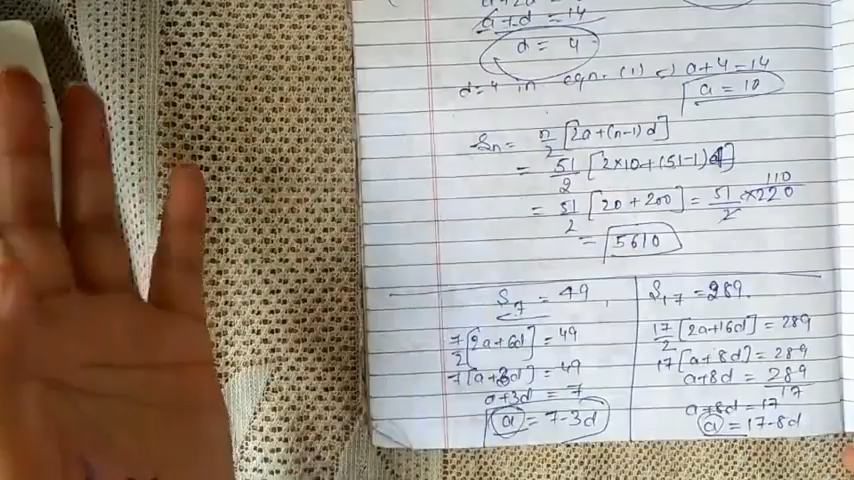 a + d = 14
d = 4
d = 4 in eqn. (1) => a + 4 = 14
a = 10
Sn = n/2 [2a + (n-1) d]
= 51/2 [2×10 + (51-1)4]
= 51/2 [20 + 200] = 51/2 × 220 110
= 5610
S7 = 49
7/2 [2a + 6d] = 49
7 [a + 3d] = 49
a + 3d = 7
a = 7 - 3d
S17 = 289.
17/2 [2a + 16d] = 289
17 [a + 8d] = 289
a + 8d = 289/17
a + 8d = 17
a = 17 - 8d